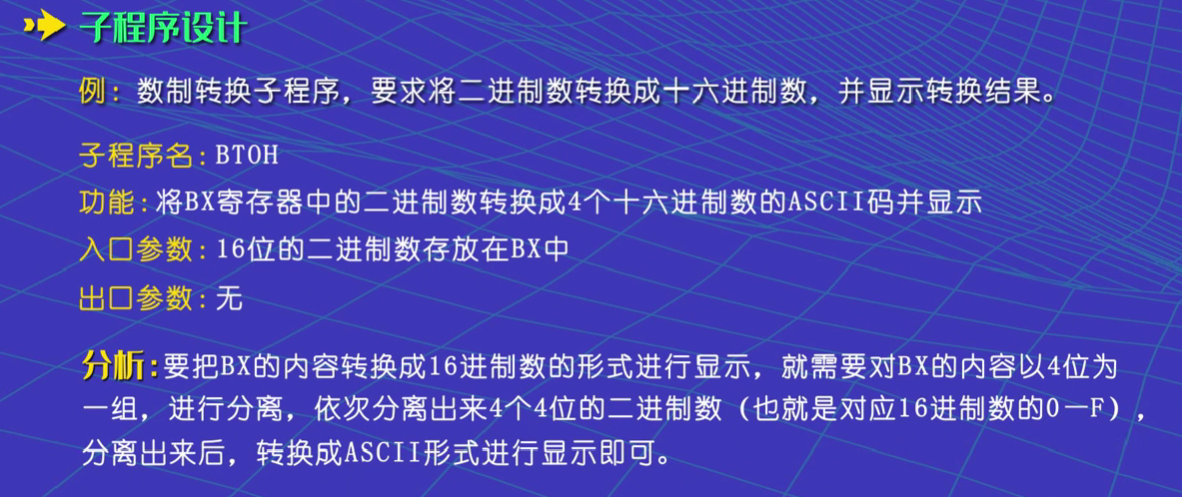 子程序设计
例：数制转换子程序，要求将二进制数转换成十六进制数，并显示转换结果。
子程序名：BTOH
功能：将BX寄存器中的二进制数转换成4个十六进制数的ASCII码并显示
入口参数：16位的二进制数存放在BX中
出口参数：无
分析：要把BX的内容转换成16进制数的形式进行显示，就需要对BX的内容以4位为
一组，进行分离，依次分离出来4个4位的二进制数（也就是对应16进制数的0－F），
分离出来后，转换成ASCII形式进行显示即可。